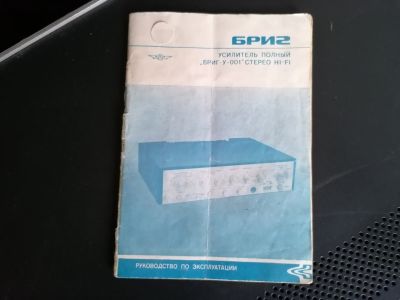 БРИГ
УСИЛИТЕЛЬ ПОЛНЫЙ
„БРИГ-У-001" СТЕРЕО HI-FI
РУКОВОДСТВО ПО ЭКСПЛУАТАЦИИ